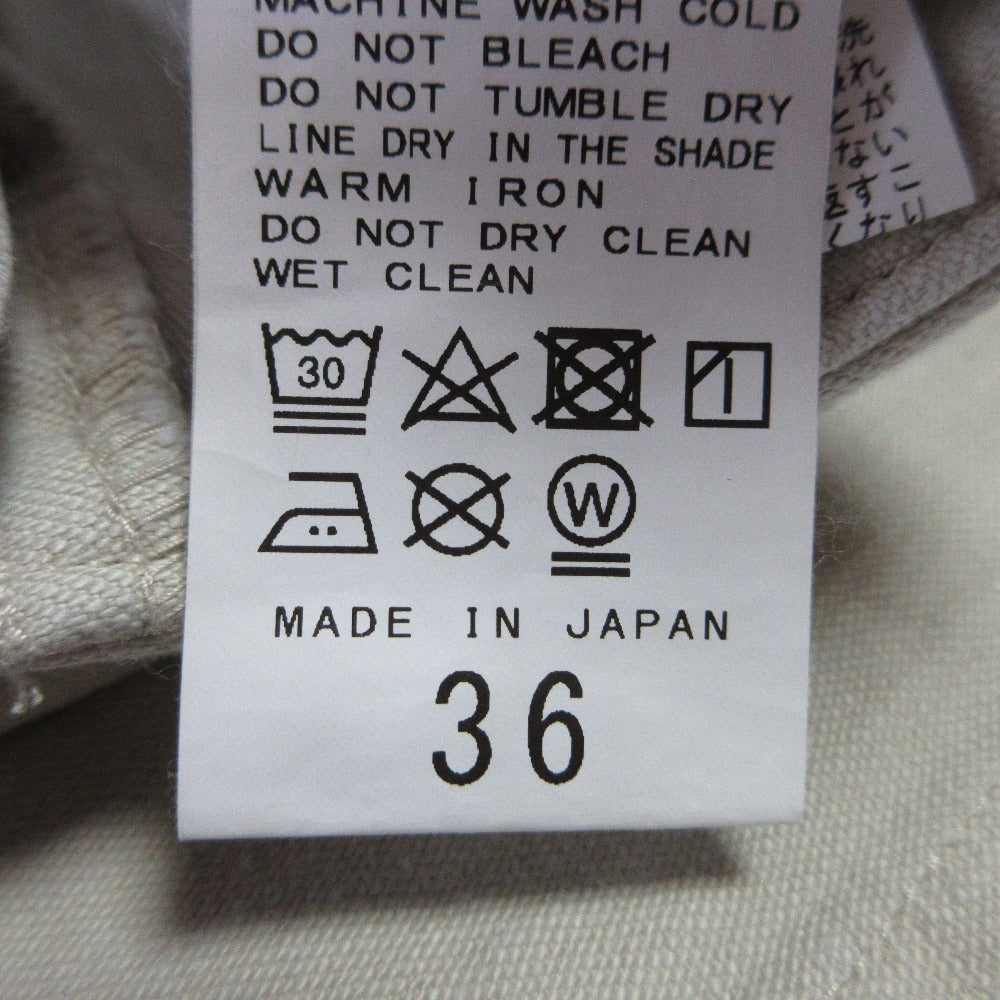 MACHINE WASH COLD
DO NOT BLEACH
DO NOT TUMBLE DRY
LINE DRY IN THE SHADE
WARM IRON
DO NOT DRY CLEAN
WET CLEAN
30
W
MADE IN JAPAN
36